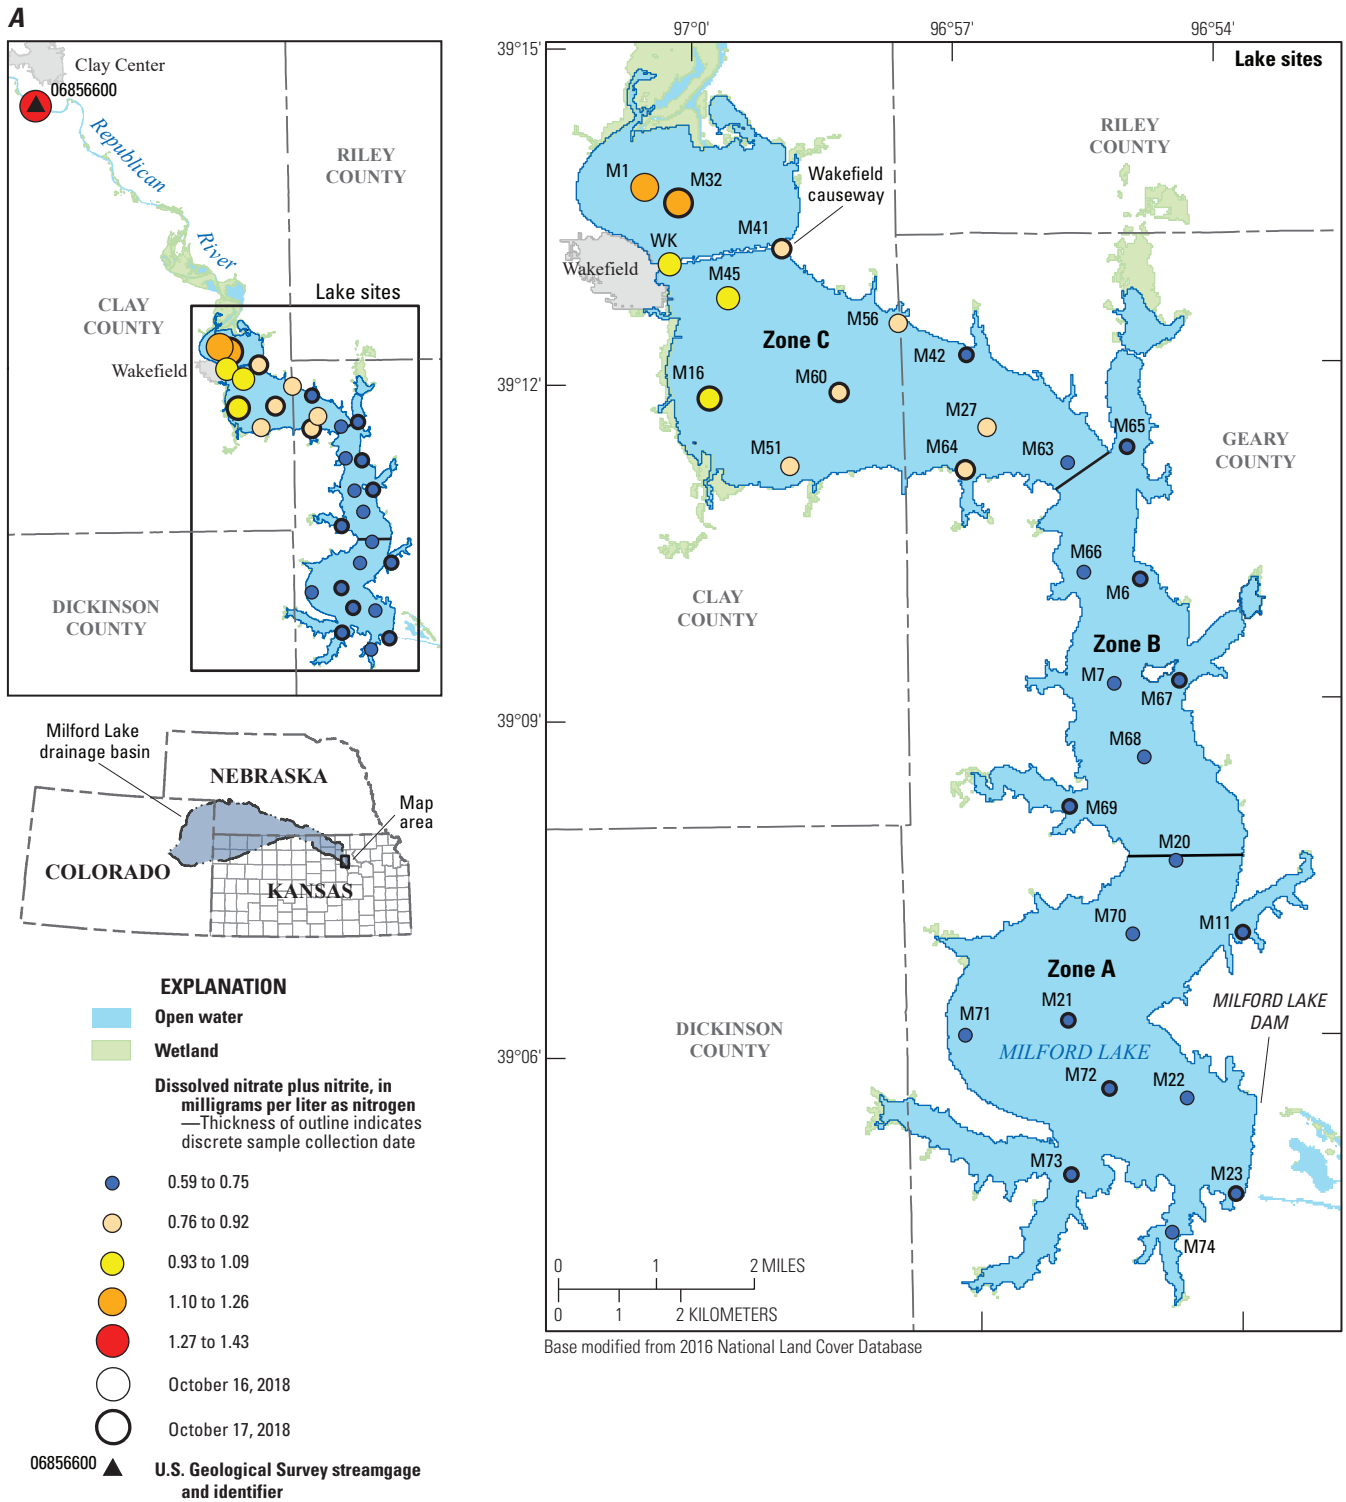 A
Clay Center
06856600
Republican
River
RILEY
COUNTY
CLAY
COUNTY
Lake sites
Wakefield
DICKINSON
COUNTY
Milford Lake
drainage basin
NEBRASKA
Map
area
COLORADO
KANSAS
EXPLANATION
Open water
Wetland
Dissolved nitrate plus nitrite, in
milligrams per liter as nitrogen
—Thickness of outline indicates
discrete sample collection date
0.59 to 0.75
0.76 to 0.92
0.93 to 1.09
1.10 to 1.26
1.27 to 1.43
October 16, 2018
October 17, 2018
06856600
U.S. Geological Survey streamgage
and identifier
97°0'
96°57'
96°54'
39°15'
39°12'
39°09'
39°06'
Lake sites
RILEY
COUNTY
M1
M32
Wakefield
causeway
M41
WK
Wakefield
M45
M56
Zone C
M42
M16
M60
M27
M65
M51
M64
M63
GEARY
COUNTY
M66
M6
CLAY
COUNTY
Zone B
M7
M67
M68
M69
M20
M70
M11
Zone A
M21
M71
MILFORD LAKE
DAM
DICKINSON
COUNTY
MILFORD LAKE
M72
M22
M73
M23
M74
0 1 2 MILES
0 1 2 KILOMETERS
Base modified from 2016 National Land Cover Database